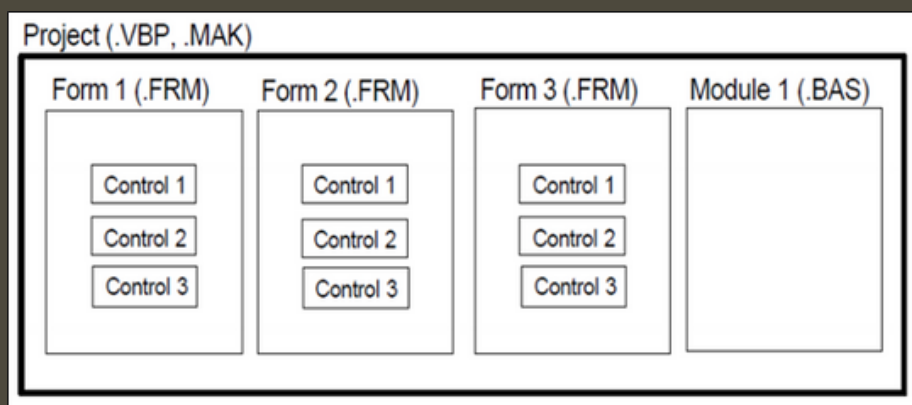 Project (.VBP, .MAK)
Form 1 (.FRM) Form 2 (.FRM) Form 3 (.FRM) Module 1 (.BAS)
Control 1 Control 1 Control 1
Control 2 Control 2 Control 2
Control 3 Control 3 Control 3